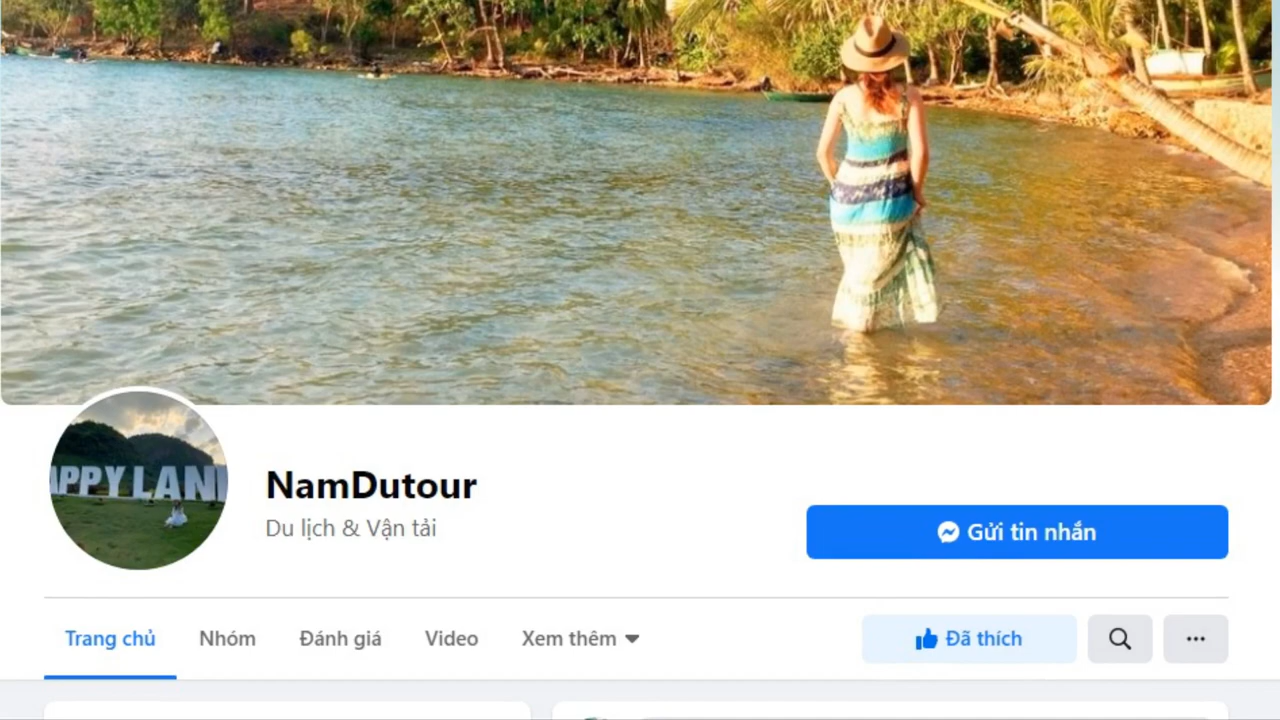 APPY LAN
NamDutour
Du lịch & Vận tải
Gửi tin nhắn
Trang chủ
Nhóm
Đánh giá
Video
Xem thêm
Đã thích